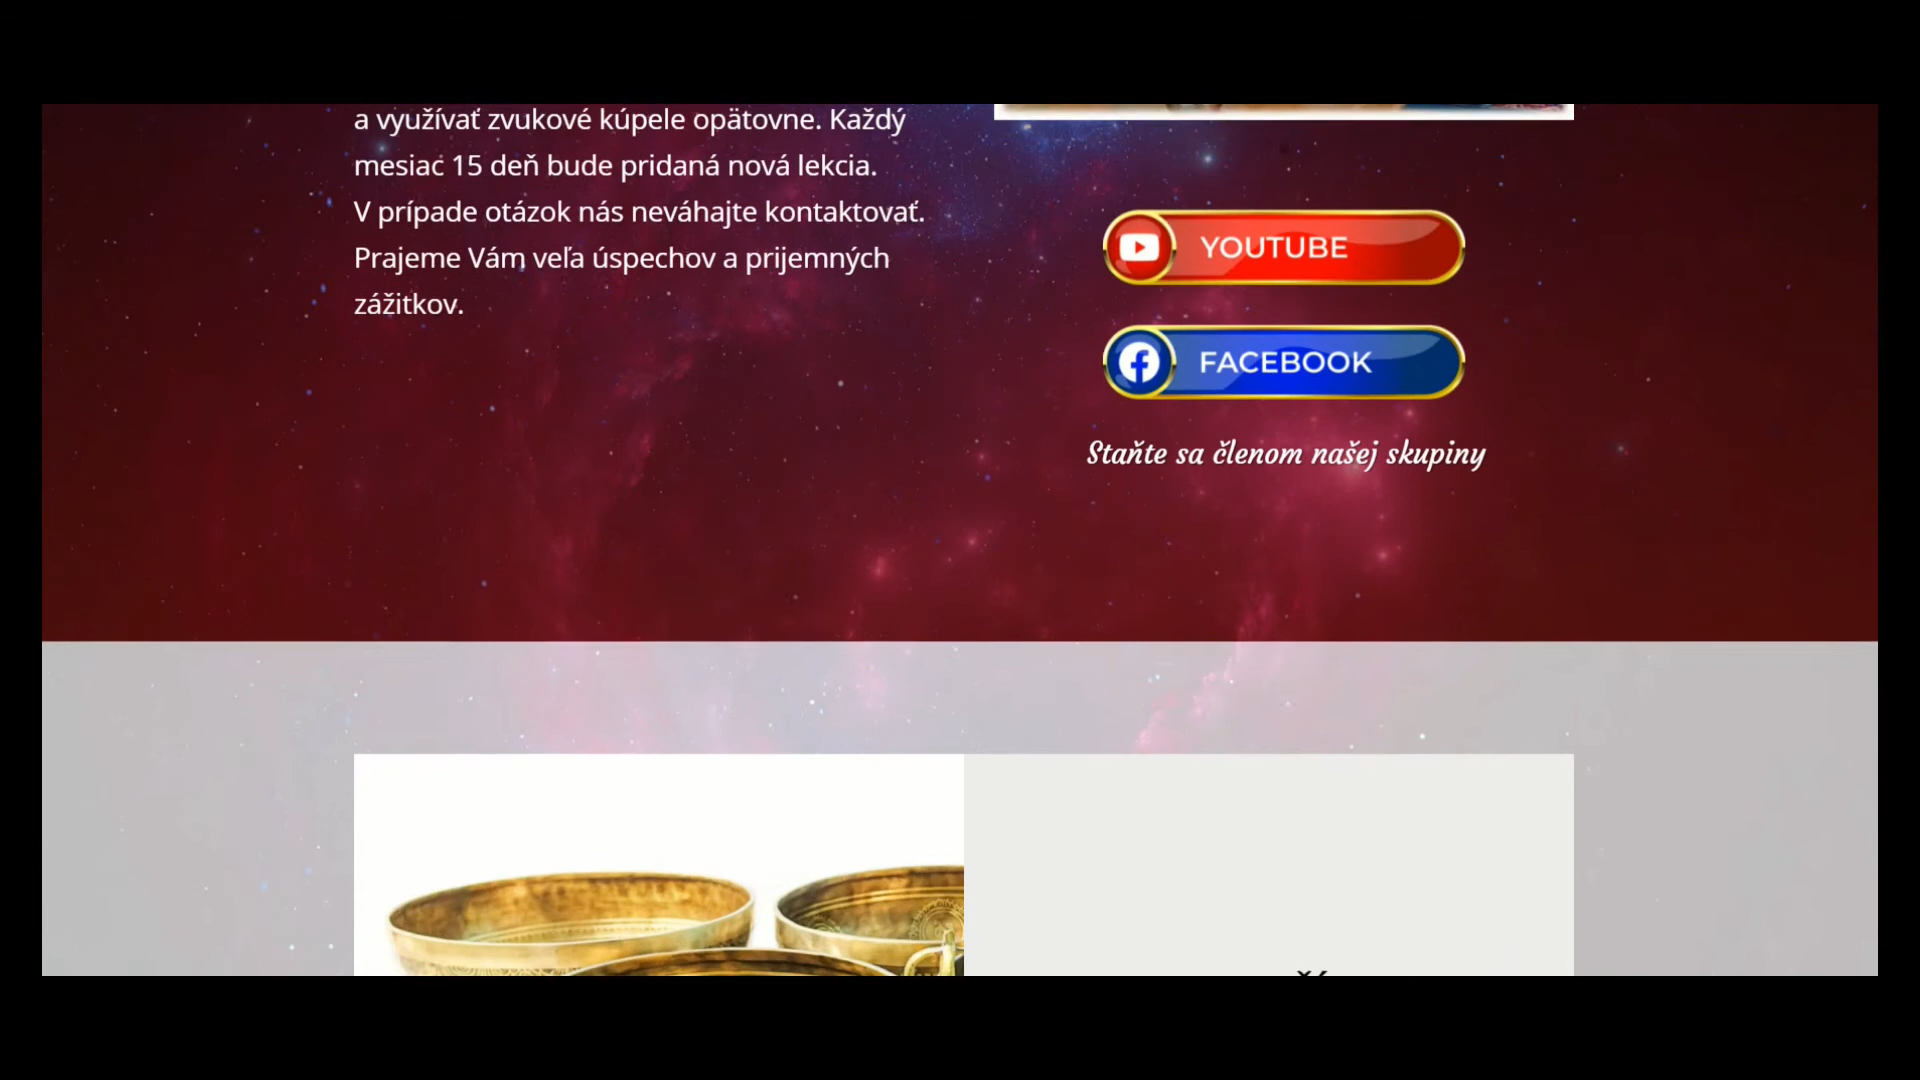 a využívať zvukové kúpele opätovne. Každý
mesiac 15 deň bude pridaná nová lekcia.
V prípade otázok nás neváhajte kontaktovať.
Prajeme Vám veľa úspechov a prijemných
zážitkov.
YOUTUBE
FACEBOOK
Staňte sa členom našej skupiny